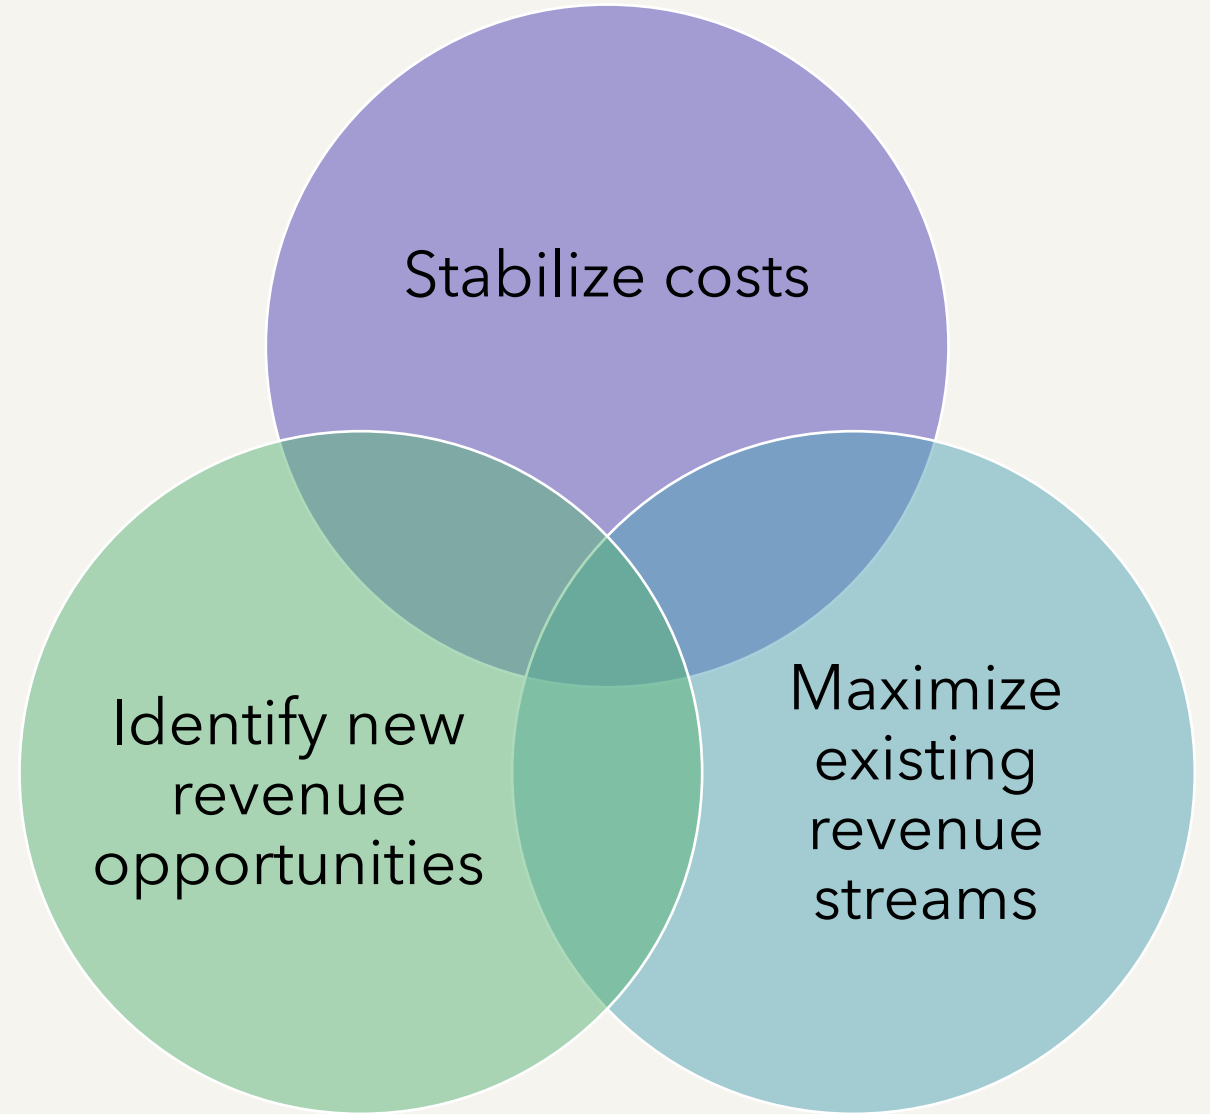 Stabilize costs
Identify new
revenue
opportunities
Maximize
existing
revenue
streams